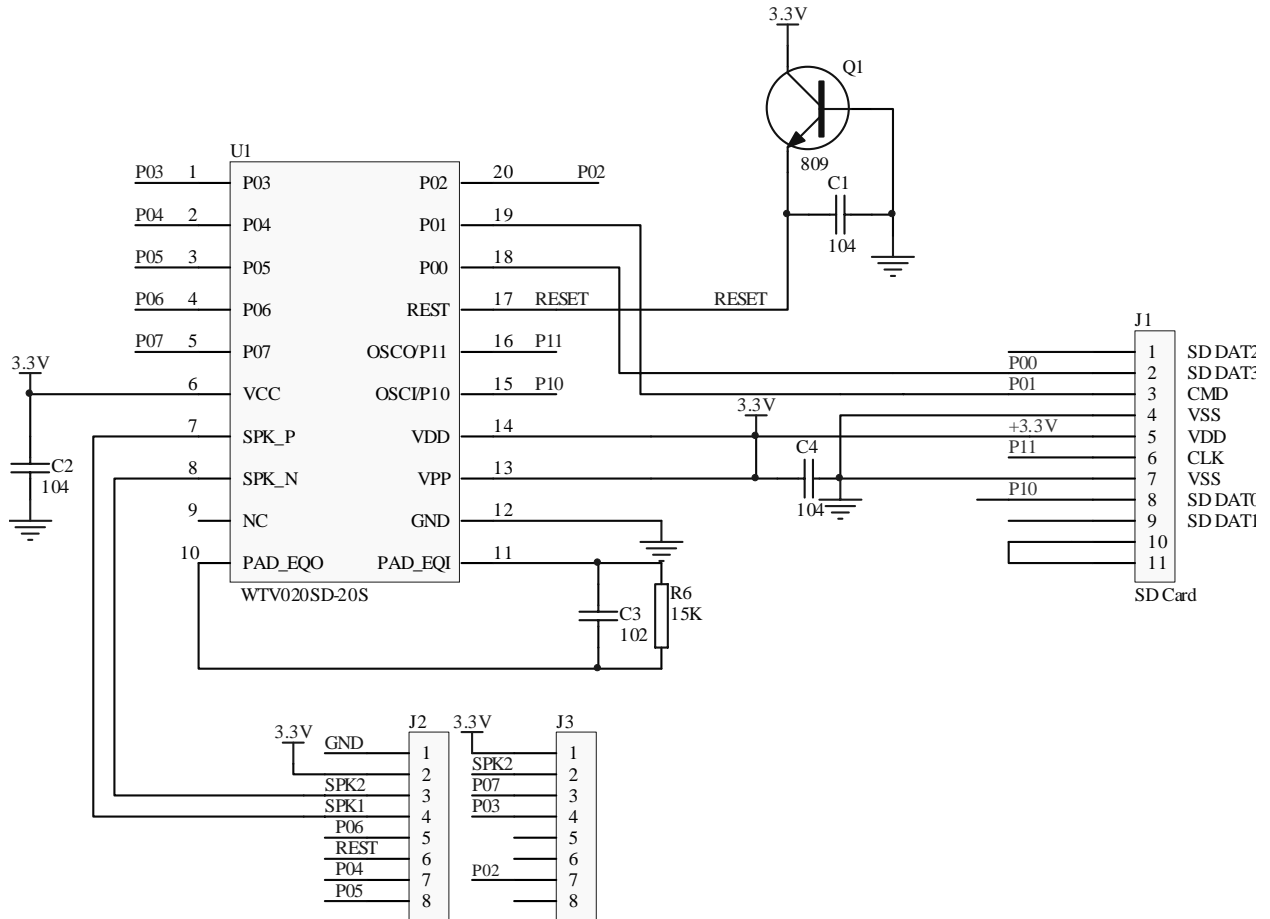 3.3V
Q1
809
C1
104
U1
P03 1 P03 P02 20 P02
P04 2 P04 P01 19
P05 3 P05 P00 18
P06 4 P06 REST 17 RESET RESET
P07 5 P07 OSCO/P11 16 P11
3.3V
6 VCC OSCI/P10 15 P10
7 SPK_P VDD 14
8 SPK_N VPP 13
9 NC GND 12
10 PAD_EQO PAD_EQI 11
WTV020SD-20S
C2
104
3.3V
C4
104
C3
102
R6
15K
J1
1 SD DAT2
P00 2 SD DAT3
P01 3 CMD
4 VSS
+3.3V 5 VDD
P11 6 CLK
7 VSS
P10 8 SD DAT0
9 SD DAT1
10
11
SD Card
J2
3.3V
GND 1
2
SPK2 3
SPK1 4
P06 5
REST 6
P04 7
P05 8
J3
3.3V
1
SPK2 2
P07 3
P03 4
5
6
P02 7
8